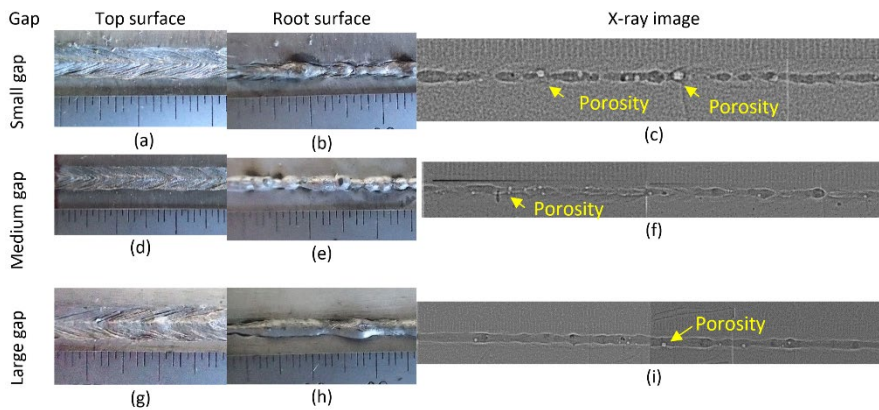 Gap Top surface Root surface X-ray image
Small gap
Porosity Porosity
(a) (b) (c)
Medium gap
Porosity
(d) (e) (f)
Large gap
Porosity
(g) (h) (i)